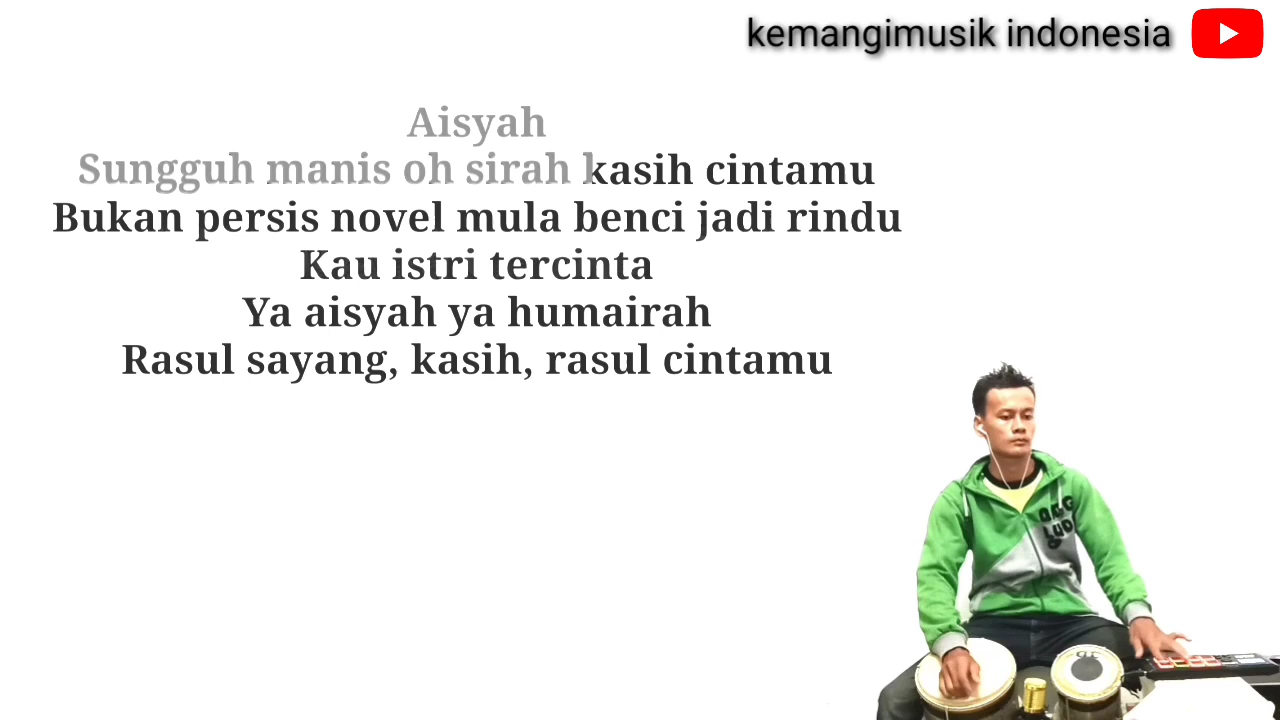 kemangimusik indonesia
Aisyah
Sungguh manis oh sirah kasih cintamu
Bukan persis novel mula benci jadi rindu
Kau istri tercinta
Ya aisyah ya humairah
Rasul sayang, kasih, rasul cintamu